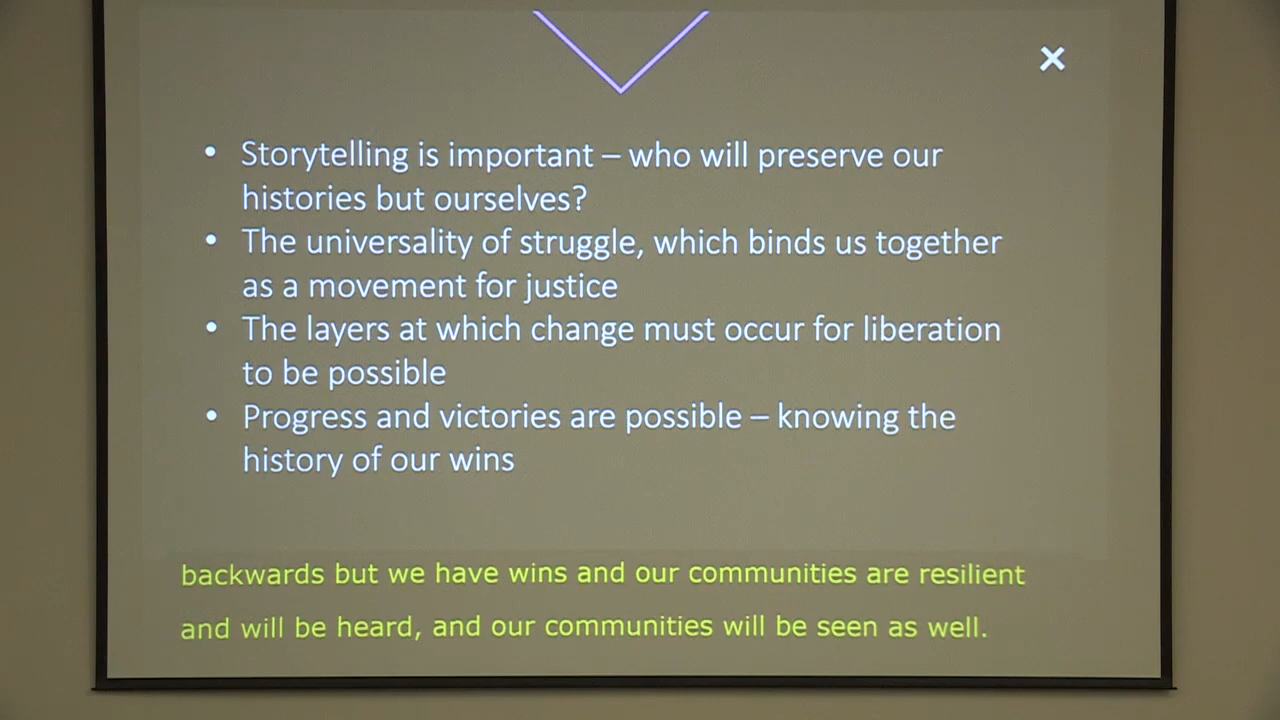 • Storytelling is important – who will preserve our
histories but ourselves?
• The universality of struggle, which binds us together
as a movement for justice
• The layers at which change must occur for liberation
to be possible
• Progress and victories are possible – knowing the
history of our wins
backwards but we have wins and our communities are resilient
and will be heard, and our communities will be seen as well.